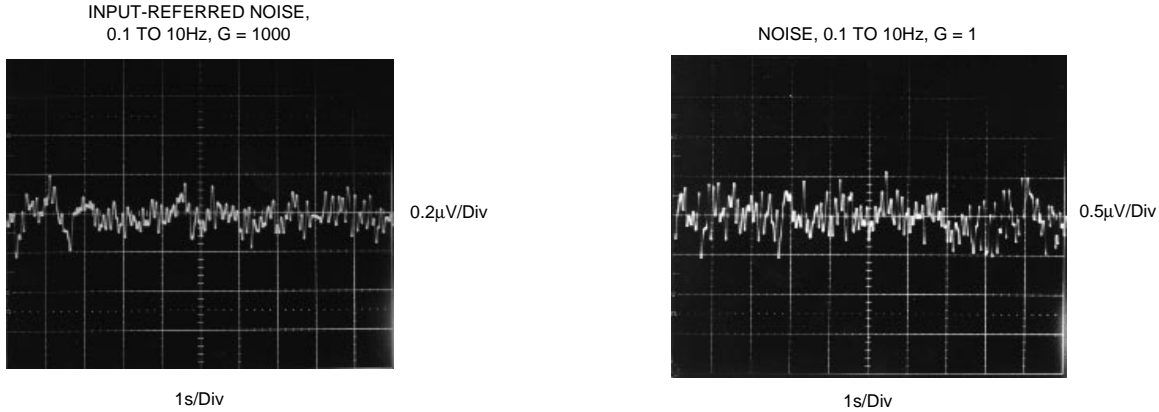 INPUT-REFERRED NOISE,
0.1 TO 10Hz, G = 1000
0.2µV/Div
1s/Div
NOISE, 0.1 TO 10Hz, G = 1
0.5µV/Div
1s/Div